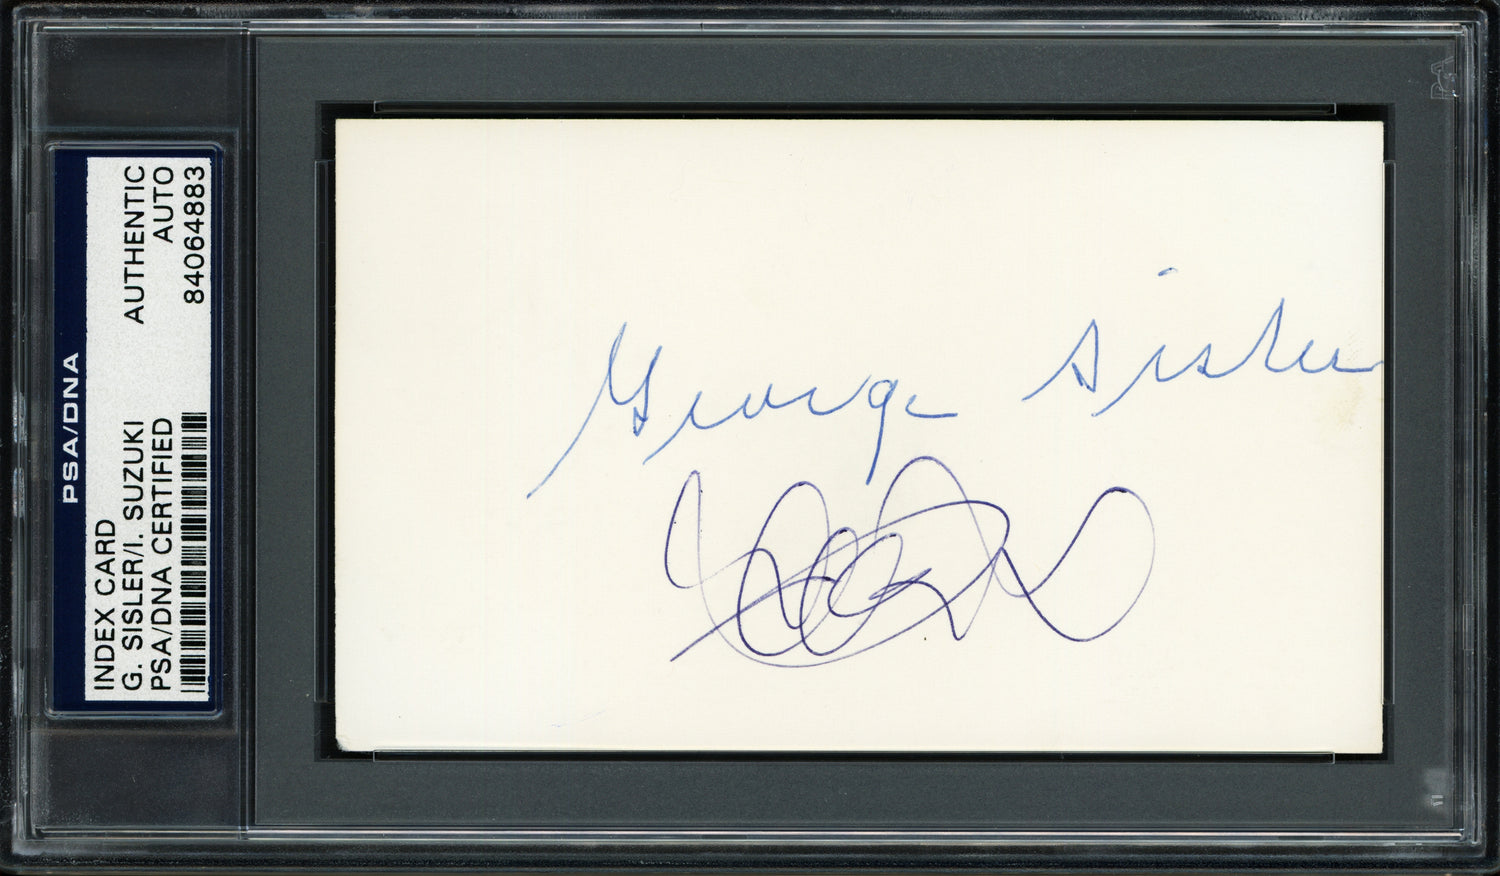 PSA/DNA
INDEX CARD AUTHENTIC
G. SISLER/I. SUZUKI AUTO
PSA/DNA CERTIFIED 84064883
George Sisler